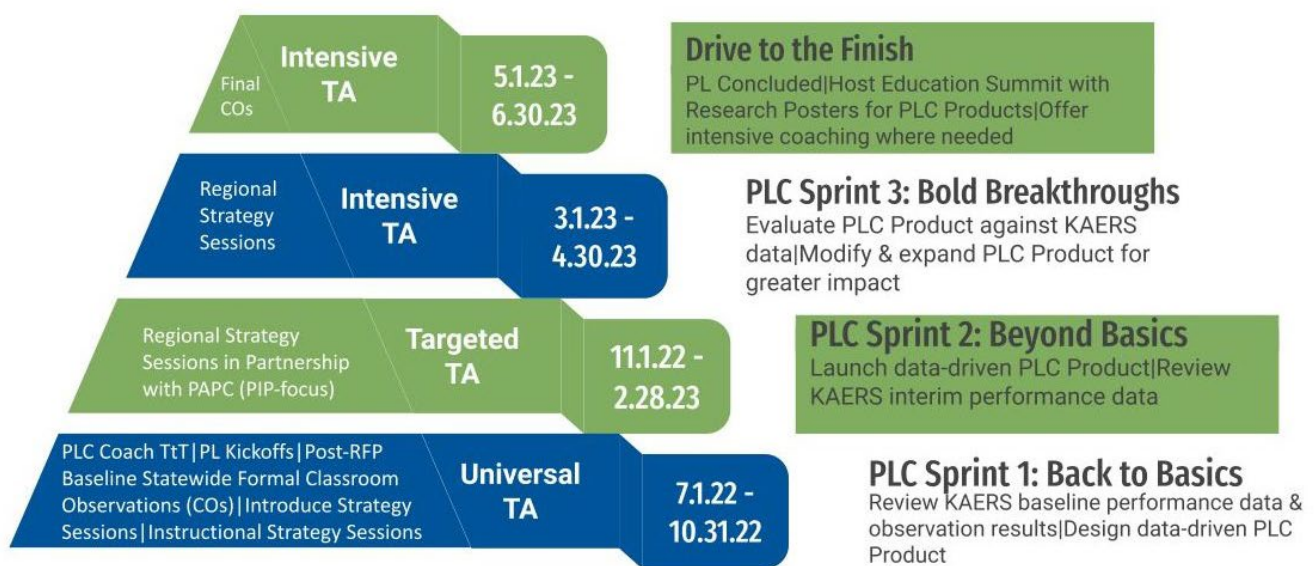 Final
COs
Intensive
TA
5.1.23 -
6.30.23
Drive to the Finish
PL Concluded|Host Education Summit with
Research Posters for PLC Products|Offer
intensive coaching where needed
Regional
Strategy
Sessions
Intensive
TA
3.1.23 -
4.30.23
PLC Sprint 3: Bold Breakthroughs
Evaluate PLC Product against KAERS
data|Modify & expand PLC Product for
greater impact
Regional Strategy
Sessions in Partnership
with PAPC (PIP-focus)
Targeted
TA
11.1.22 -
2.28.23
PLC Sprint 2: Beyond Basics
Launch data-driven PLC Product|Review
KAERS interim performance data
PLC Coach TtT|PL Kickoffs|Post-RFP
Baseline Statewide Formal Classroom
Observations (COs)|Introduce Strategy
Sessions|Instructional Strategy Sessions
Universal
TA
7.1.22 -
10.31.22
PLC Sprint 1: Back to Basics
Review KAERS baseline performance data &
observation results|Design data-driven PLC
Product